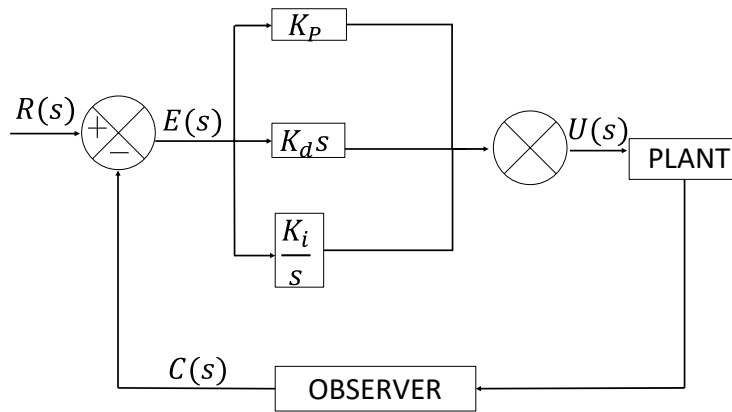 K_P
R(s)
+
−
E(s)
K_d s
U(s)
PLANT
K_i
s
C(s)
OBSERVER